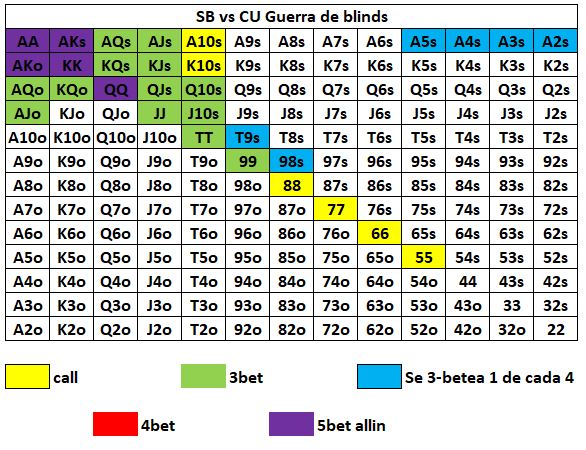 SB vs CU Guerra de blinds
AA AKs AQs AJs A10s A9s A8s A7s A6s A5s A4s A3s A2s
AKo KK KQs KJs K10s K9s K8s K7s K6s K5s K4s K3s K2s
AQo KQo QQ QJs Q10s Q9s Q8s Q7s Q6s Q5s Q4s Q3s Q2s
AJo KJo QJo JJ J10s J9s J8s J7s J6s J5s J4s J3s J2s
A10o K10o Q10o J10o TT T9s T8s T7s T6s T5s T4s T3s T2s
A9o K9o Q9o J9o T9o 99 98s 97s 96s 95s 94s 93s 92s
A8o K8o Q8o J8o T8o 98o 88 87s 86s 85s 84s 83s 82s
A7o K7o Q7o J7o T7o 97o 87o 77 76s 75s 74s 73s 72s
A6o K6o Q6o J6o T6o 96o 86o 76o 66 65s 64s 63s 62s
A5o K5o Q5o J5o T5o 95o 85o 75o 65o 55 54s 53s 52s
A4o K4o Q4o J4o T4o 94o 84o 74o 64o 54o 44 43s 42s
A3o K3o Q3o J3o T3o 93o 83o 73o 63o 53o 43o 33 32s
A2o K2o Q2o J2o T2o 92o 82o 72o 62o 52o 42o 32o 22
call 3bet Se 3-betea 1 de cada 4
4bet 5bet allin